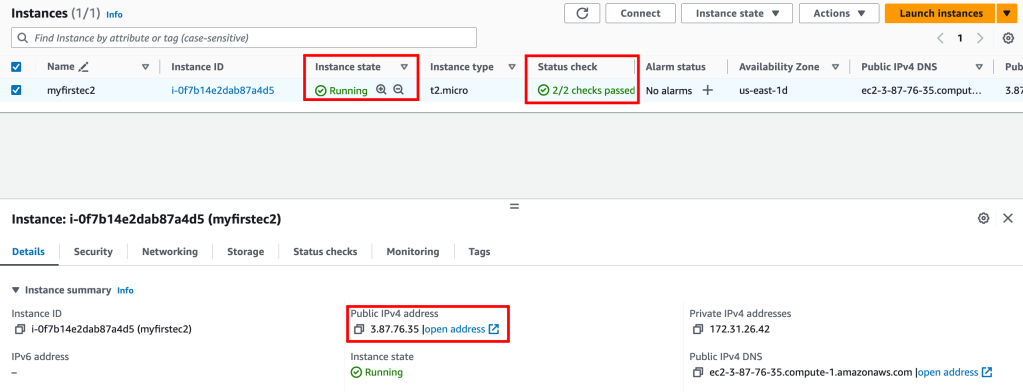 Instances (1/1) Info
Connect Instance state Actions Launch instances
Find Instance by attribute or tag (case-sensitive)
1
Name Instance ID Instance state Instance type Status check Alarm status Availability Zone Public IPv4 DNS Pub
myfirstec2 i-0f7b14e2dab87a4d5 Running t2.micro 2/2 checks passed No alarms us-east-1d ec2-3-87-76-35.comput... 3.87
Instance: i-0f7b14e2dab87a4d5 (myfirstec2)
Details Security Networking Storage Status checks Monitoring Tags
Instance summary Info
Instance ID Public IPv4 address Private IPv4 addresses
i-0f7b14e2dab87a4d5 (myfirstec2) 3.87.76.35 |open address 172.31.26.42
IPv6 address Instance state Public IPv4 DNS
– Running ec2-3-87-76-35.compute-1.amazonaws.com |open address